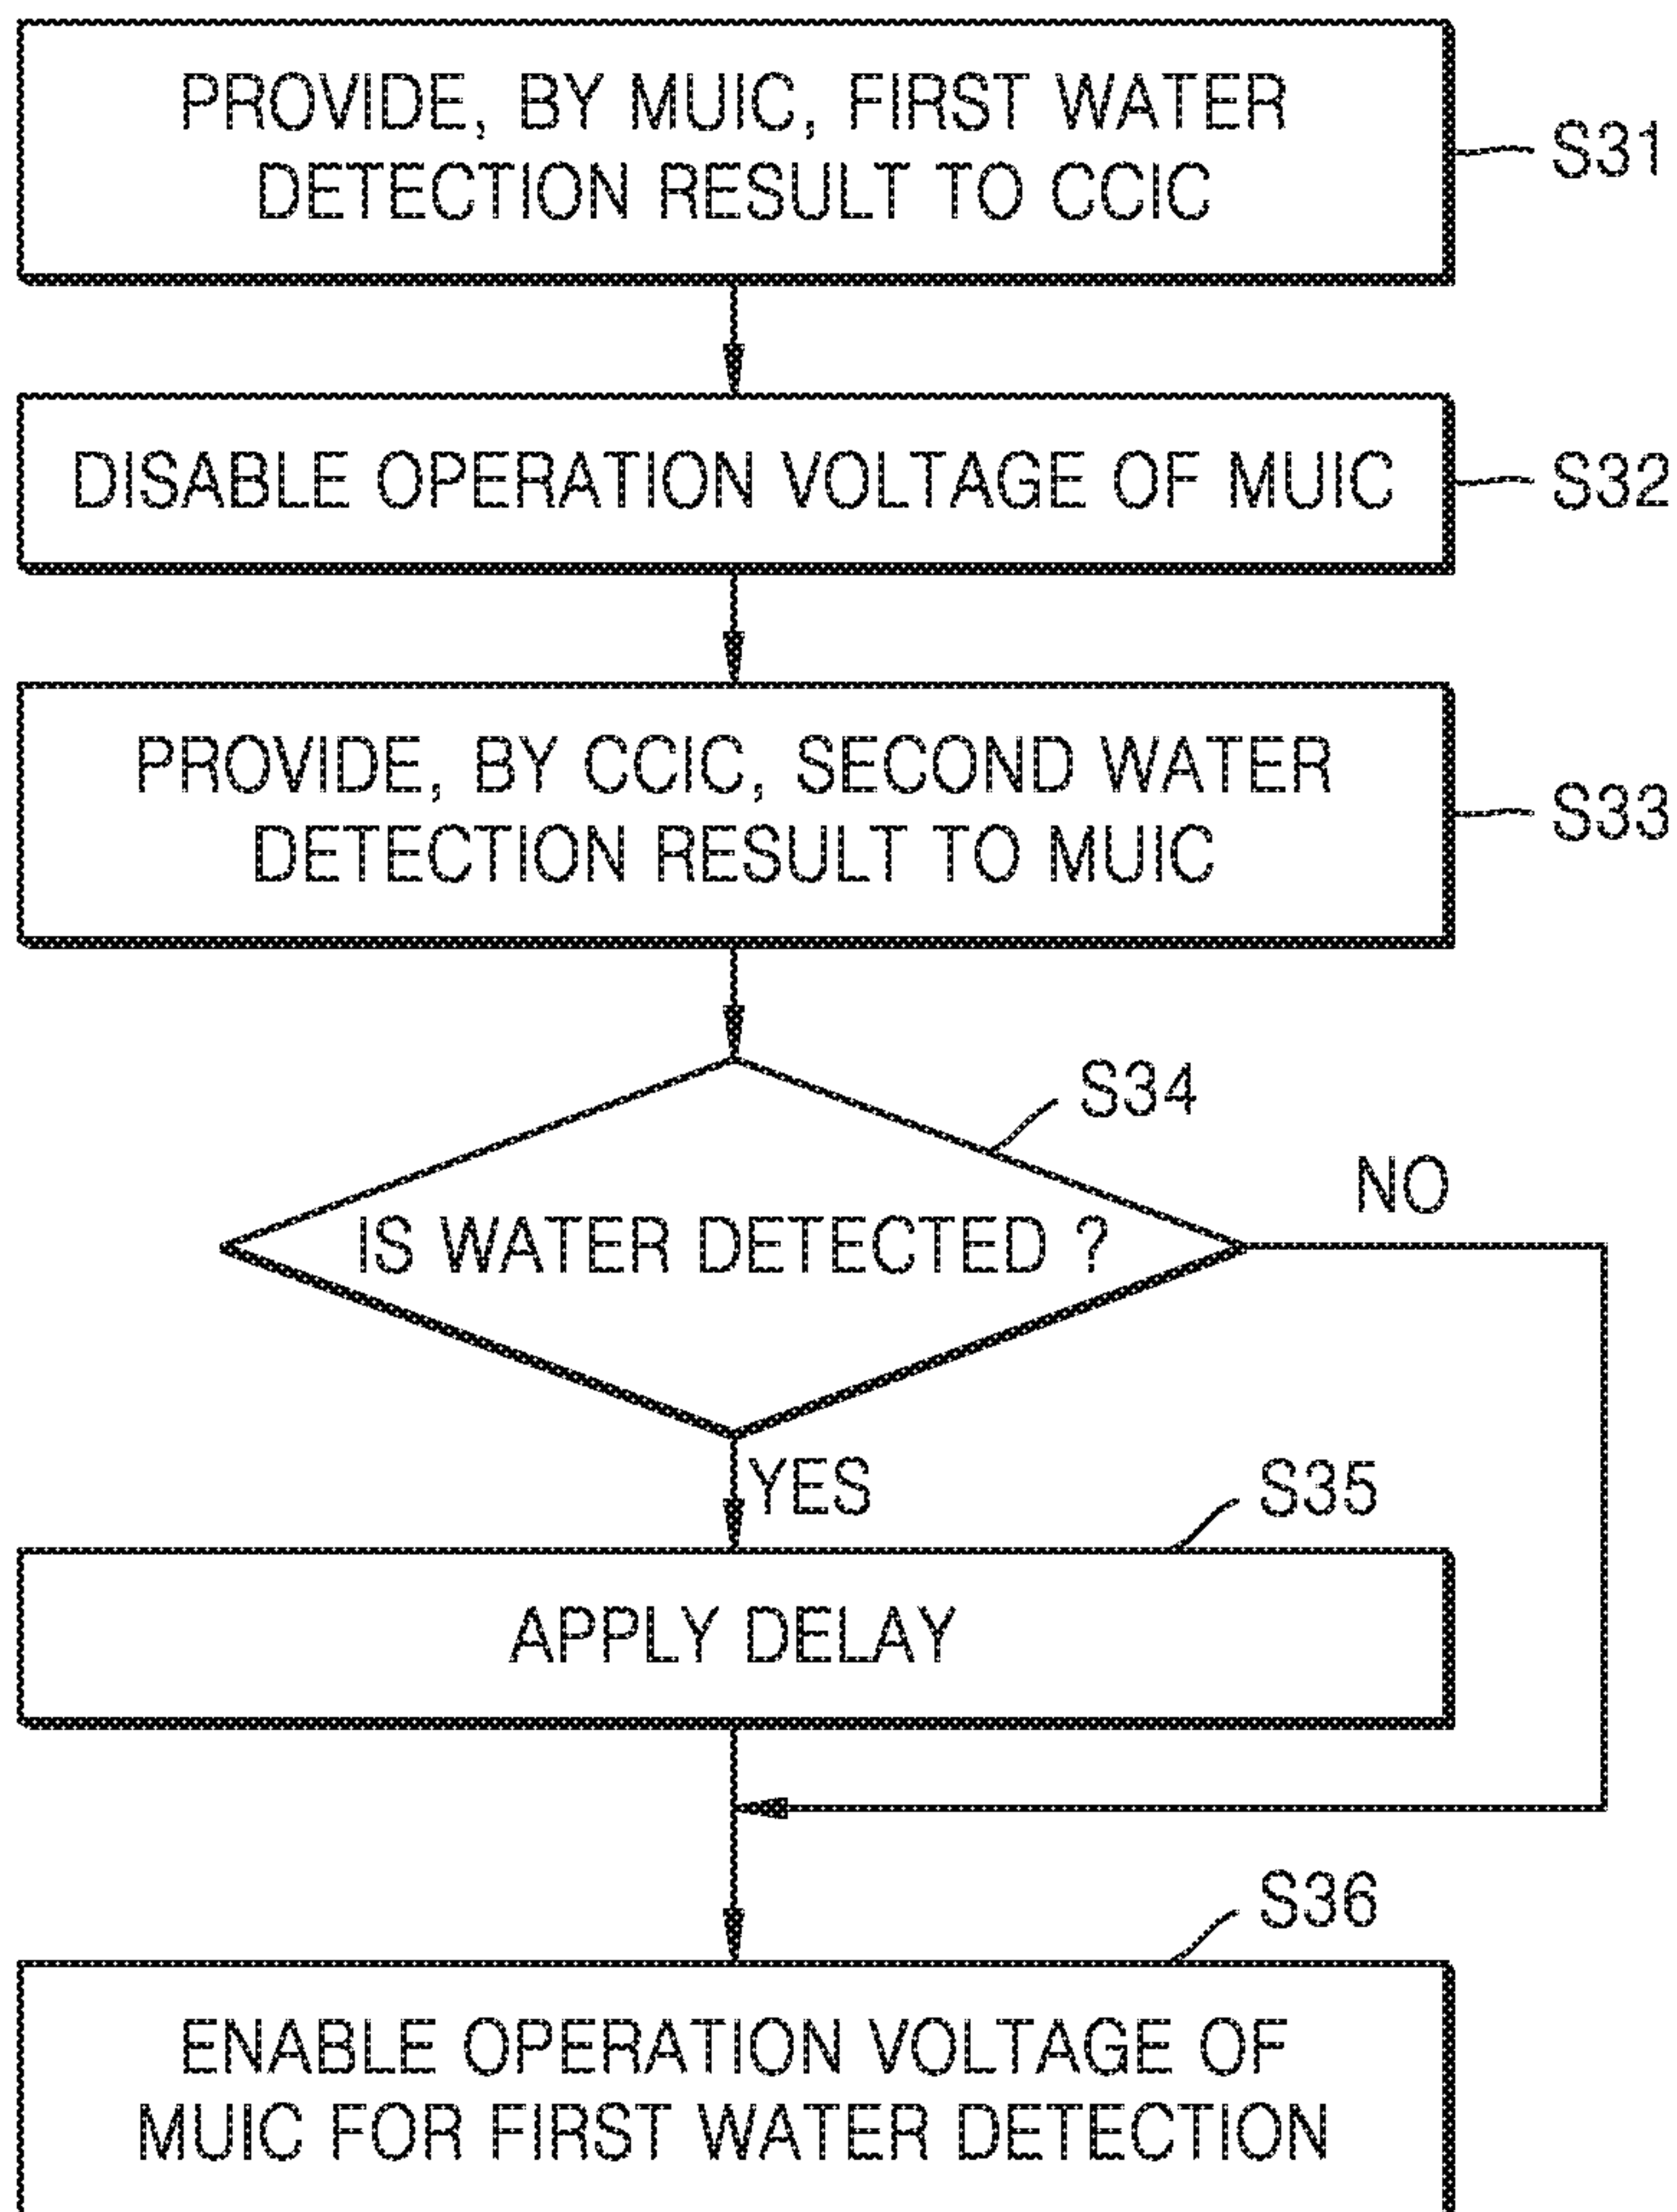 PROVIDE, BY MUIC, FIRST WATER
DETECTION RESULT TO CCIC
S31
DISABLE OPERATION VOLTAGE OF MUIC
S32
PROVIDE, BY CCIC, SECOND WATER
DETECTION RESULT TO MUIC
S33
S34
NO
IS WATER DETECTED ?
YES
S35
APPLY DELAY
S36
ENABLE OPERATION VOLTAGE OF
MUIC FOR FIRST WATER DETECTION